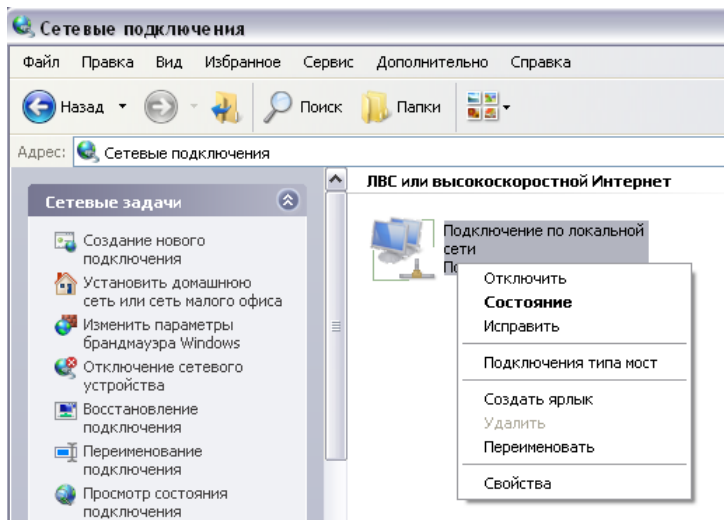 Сетевые подключения
Файл Правка Вид Избранное Сервис Дополнительно Справка
Назад Поиск Папки
Адрес: Сетевые подключения
Сетевые задачи
Создание нового
подключения
Установить домашнюю
сеть или сеть малого офиса
Изменить параметры
брандмауэра Windows
Отключение сетевого
устройства
Восстановление
подключения
Переименование
подключения
Просмотр состояния
подключения
ЛВС или высокоскоростной Интернет
Подключение по локальной
сети
Отключить
Состояние
Исправить
Подключения типа мост
Создать ярлык
Удалить
Переименовать
Свойства